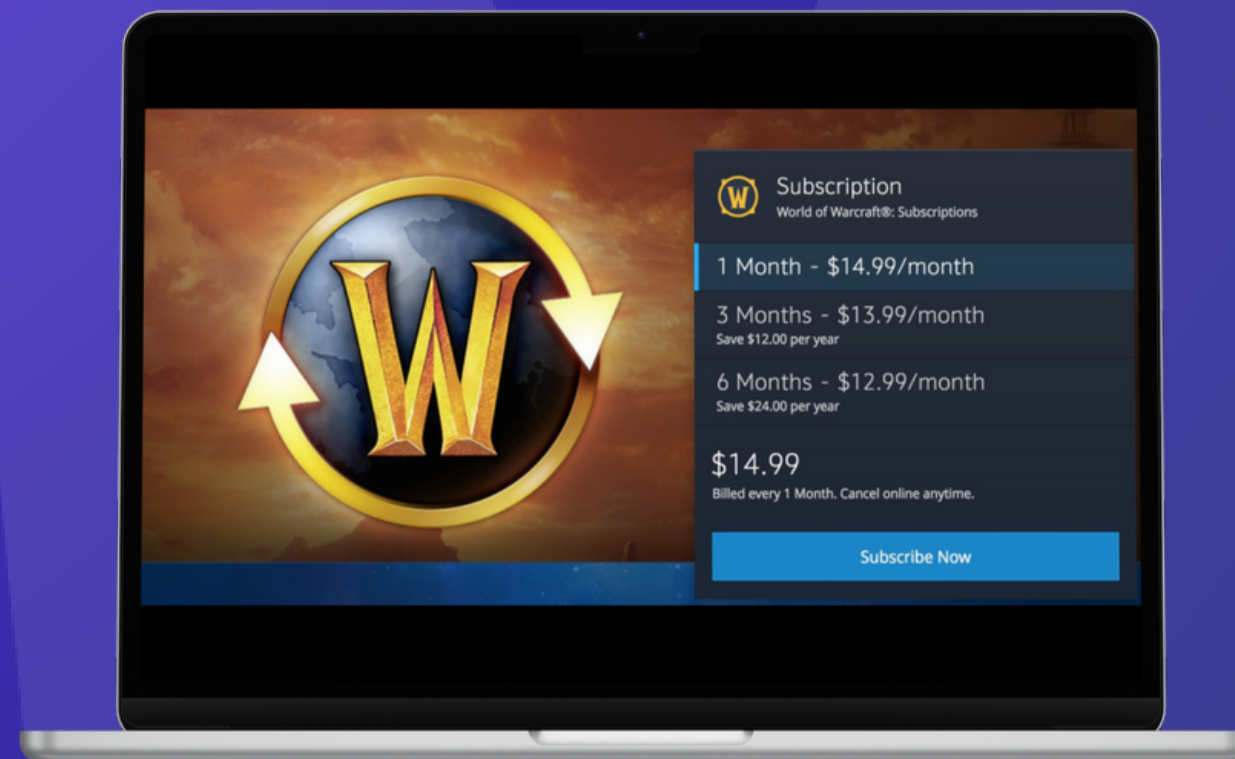 W
W
Subscription
World of Warcraft®: Subscriptions
1 Month - $14.99/month
3 Months - $13.99/month
Save $12.00 per year
6 Months - $12.99/month
Save $24.00 per year
$14.99
Billed every 1 Month. Cancel online anytime.
Subscribe Now